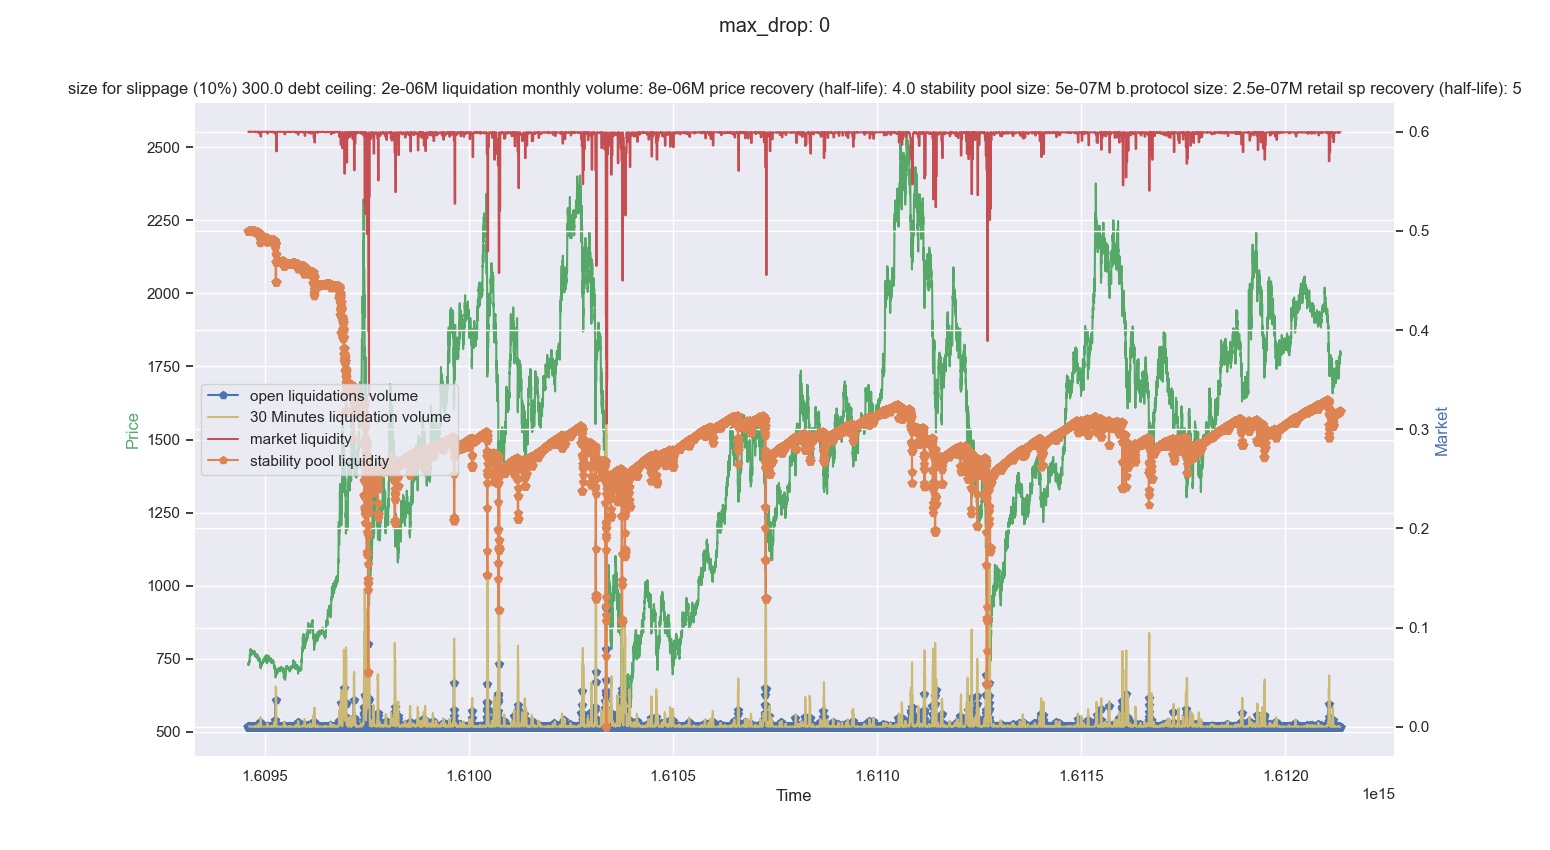 max_drop: 0
size for slippage (10%) 300.0 debt ceiling: 2e-06M liquidation monthly volume: 8e-06M price recovery (half-life): 4.0 stability pool size: 5e-07M b.protocol size: 2.5e-07M retail sp recovery (half-life): 5
2500
2250
2000
1750
1500
1250
1000
750
500
Price
0.6
0.5
0.4
0.3
0.2
0.1
0.0
Market
open liquidations volume
30 Minutes liquidation volume
market liquidity
stability pool liquidity
1.6095
1.6100
1.6105
1.6110
1.6115
1.6120
Time
1e15